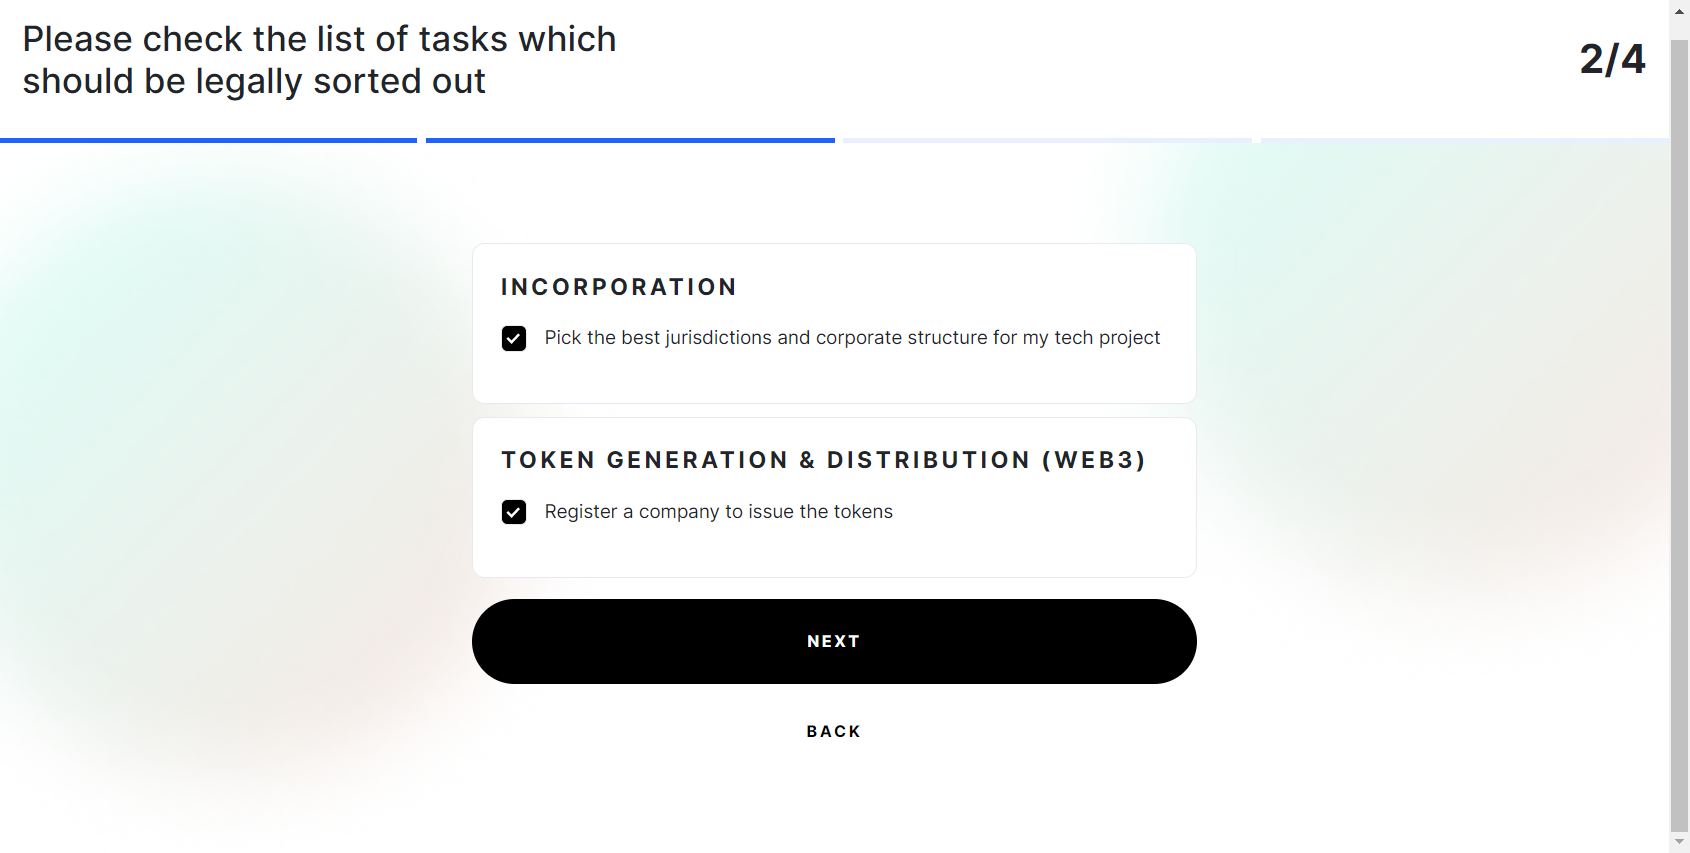 Please check the list of tasks which
should be legally sorted out
2/4
INCORPORATION
Pick the best jurisdictions and corporate structure for my tech project
TOKEN GENERATION & DISTRIBUTION (WEB3)
Register a company to issue the tokens
NEXT
BACK